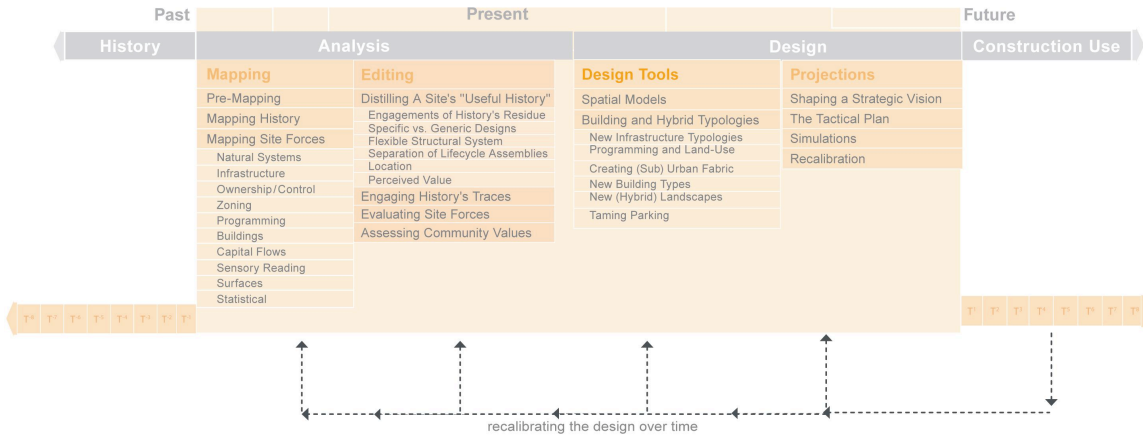 Past
Present
Future
History
Analysis
Design
Construction Use
Mapping
Pre-Mapping
Mapping History
Mapping Site Forces
Natural Systems
Infrastructure
Ownership/Control
Zoning
Programming
Buildings
Capital Flows
Sensory Reading
Surfaces
Statistical
Editing
Distilling A Site's "Useful History"
Engagements of History's Residue
Specific vs. Generic Designs
Flexible Structural System
Separation of Lifecycle Assemblies
Location
Perceived Value
Engaging History's Traces
Evaluating Site Forces
Assessing Community Values
Design Tools
Spatial Models
Building and Hybrid Typologies
New Infrastructure Typologies
Programming and Land-Use
Creating (Sub) Urban Fabric
New Building Types
New (Hybrid) Landscapes
Taming Parking
Projections
Shaping a Strategic Vision
The Tactical Plan
Simulations
Recalibration
recalibrating the design over time